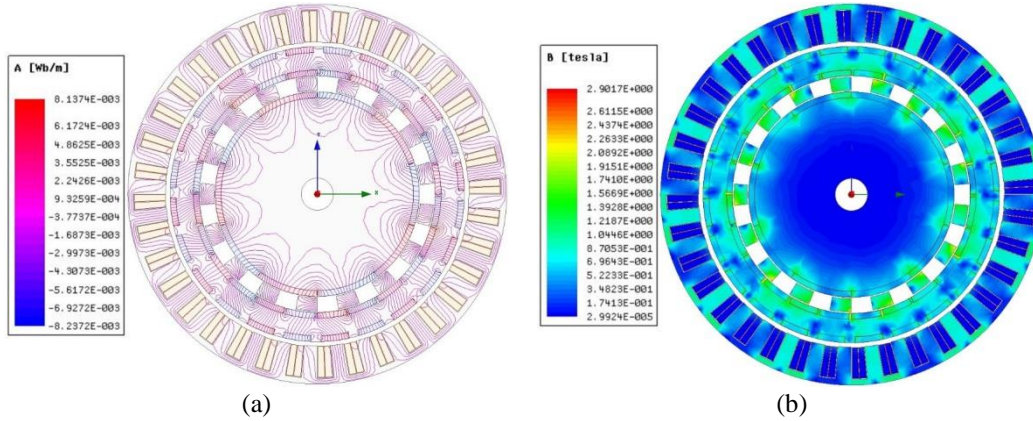 A [Wb/m]
8.1374E-003
6.1724E-003
4.8625E-003
3.5525E-003
2.2426E-003
9.3259E-004
-3.7737E-004
-1.6873E-003
-2.9973E-003
-4.3073E-003
-5.6172E-003
-6.9272E-003
-8.2372E-003
(a)
B [tesla]
2.9017E+000
2.6115E+000
2.4374E+000
2.2633E+000
2.0892E+000
1.9151E+000
1.7410E+000
1.5669E+000
1.3928E+000
1.2187E+000
1.0446E+000
8.7053E-001
6.9643E-001
5.2233E-001
3.4823E-001
1.7413E-001
2.9924E-005
(b)